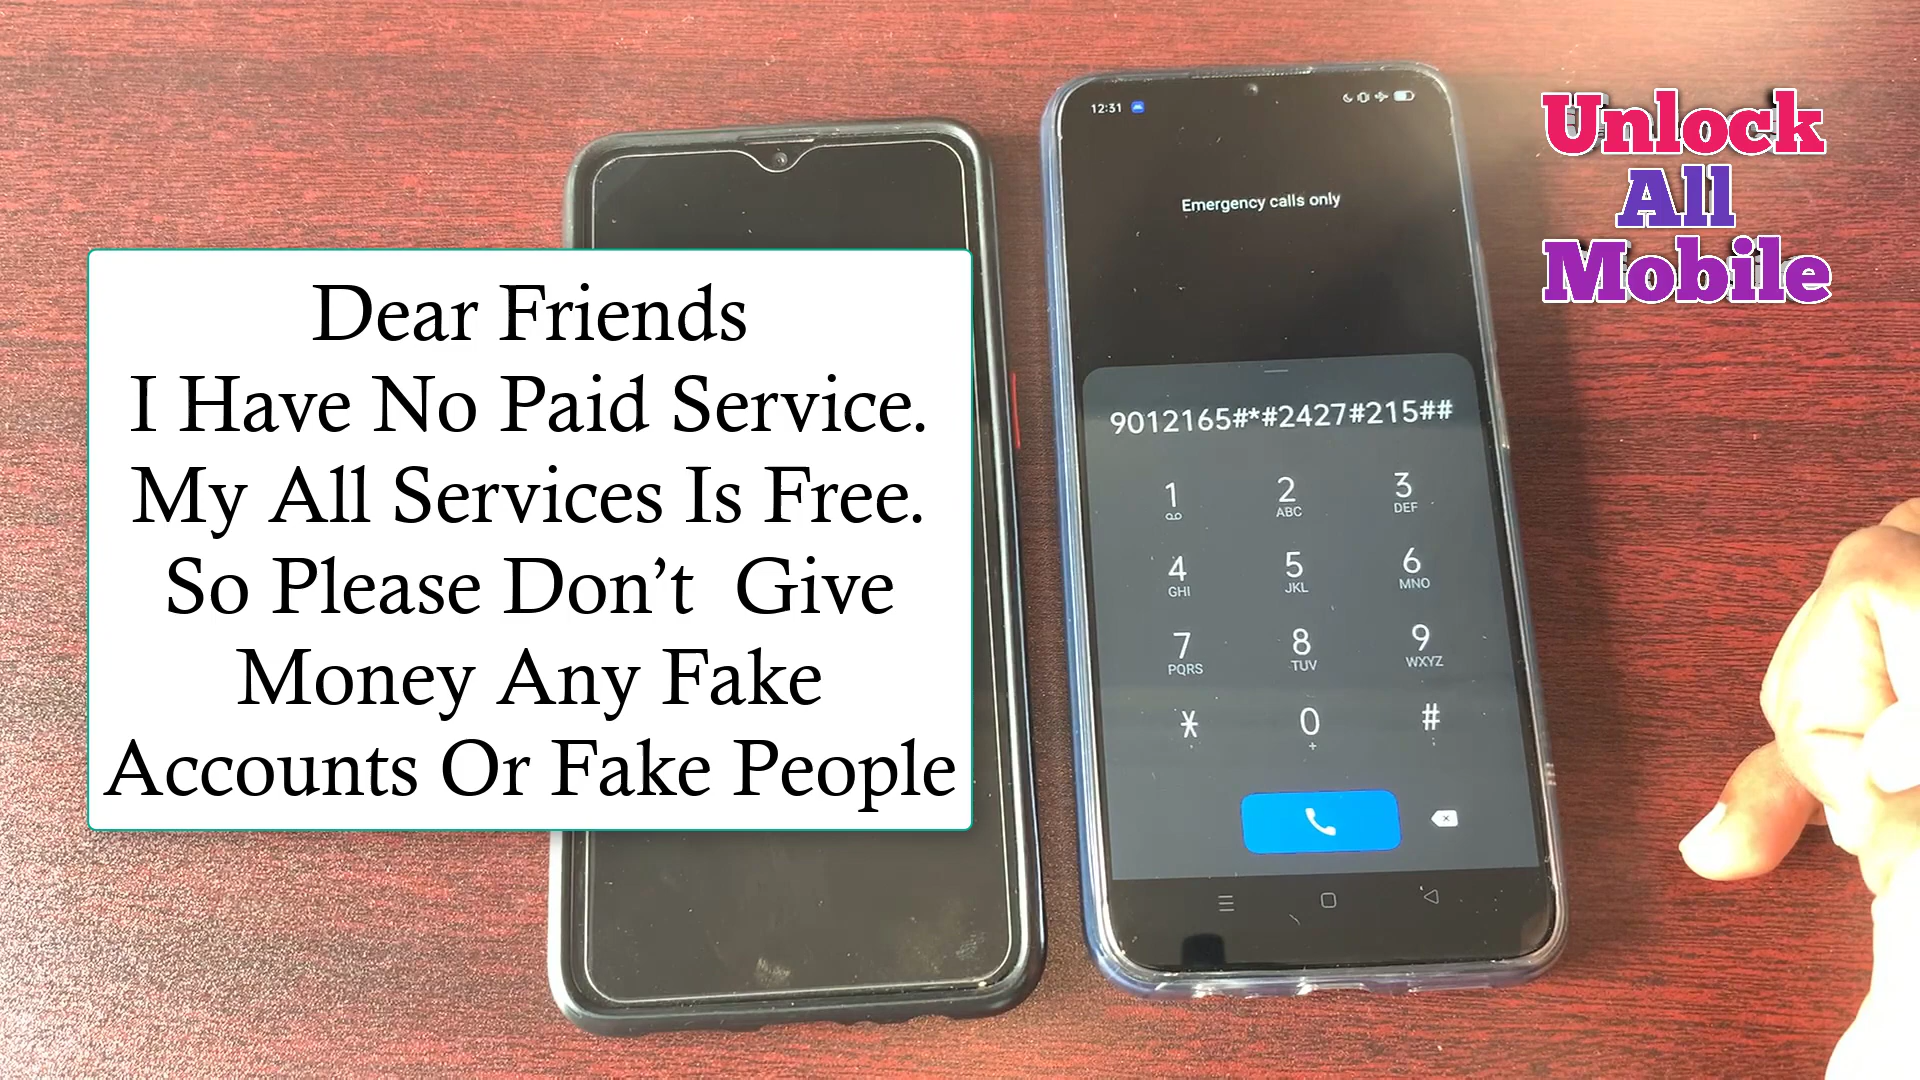 Unlock
All
Mobile
Dear Friends
I Have No Paid Service.
My All Services Is Free.
So Please Don’t  Give
Money Any Fake
Accounts Or Fake People
12:31
Emergency calls only
9012165#*#2427#215##
1 2 3
ABC DEF
4 5 6
GHI JKL MNO
7 8 9
PQRS TUV WXYZ
* 0 #
+